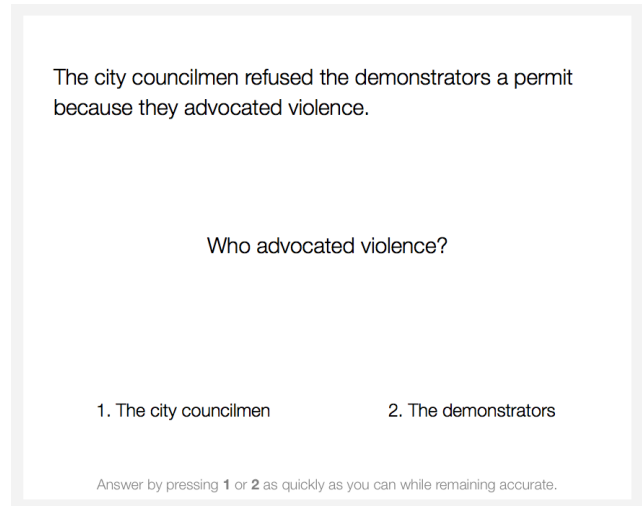 The city councilmen refused the demonstrators a permit
because they advocated violence.
Who advocated violence?
1. The city councilmen
2. The demonstrators
Answer by pressing 1 or 2 as quickly as you can while remaining accurate.